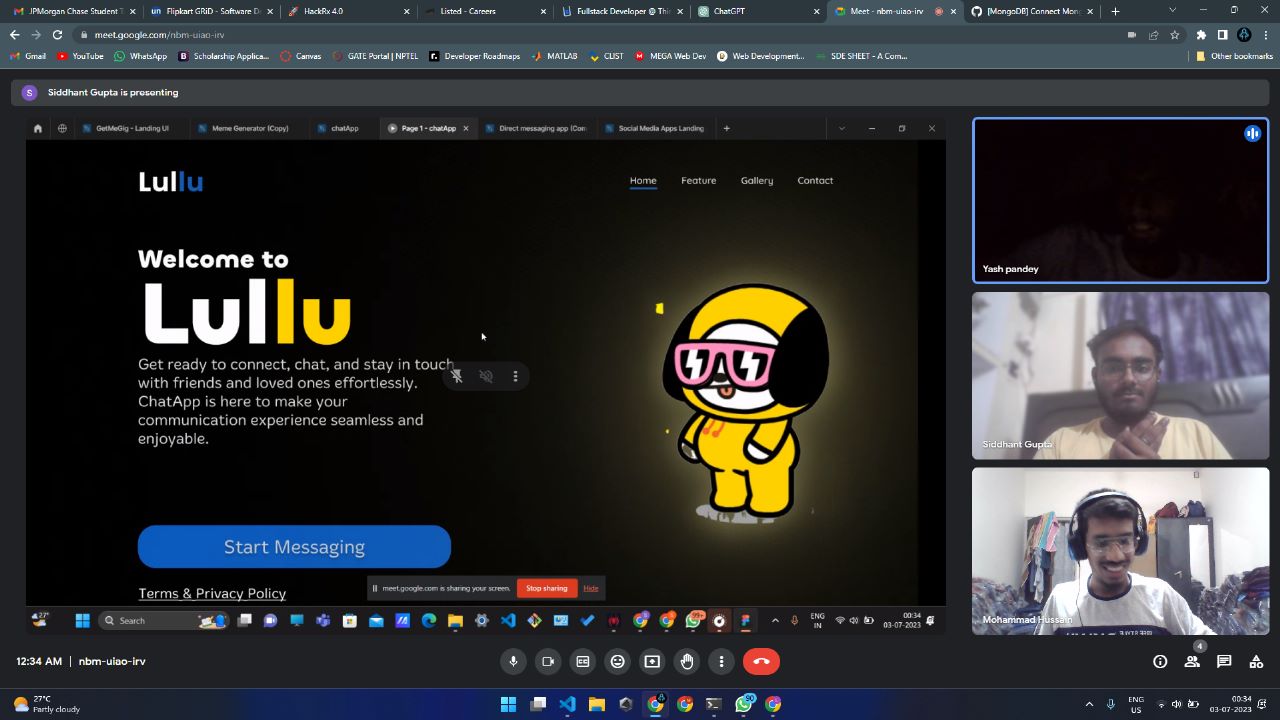 JPMorgan Chase Student T
Flipkart GRiD - Software De
HackRx 4.0
Listed - Careers
Fullstack Developer @ Thin
ChatGPT
Meet - nbm-uiao-irv
[MongoDB] Connect Mong
meet.google.com/nbm-uiao-irv
Gmail
YouTube
WhatsApp
Scholarship Applica...
Canvas
GATE Portal | NPTEL
Developer Roadmaps
MATLAB
CLIST
MEGA Web Dev
Web Development...
SDE SHEET - A Com...
Other bookmarks
S
Siddhant Gupta is presenting
GetMeGig - Landing UI
Meme Generator (Copy)
chatApp
Page 1 - chatApp
Direct messaging app (Com
Social Media Apps Landing
Lullu
Home
Feature
Gallery
Contact
Welcome to
Lullu
Get ready to connect, chat, and stay in touch
with friends and loved ones effortlessly.
ChatApp is here to make your
communication experience seamless and
enjoyable.
Start Messaging
Terms & Privacy Policy
meet.google.com is sharing your screen.
Stop sharing
Hide
27°
Search
99+
ENG
IN
00:34
03-07-2023
Yash pandey
Siddhant Gupta
Mohammad Hussain
12:34 AM | nbm-uiao-irv
4
27°C
Partly cloudy
90
ENG
US
00:34
03-07-2023